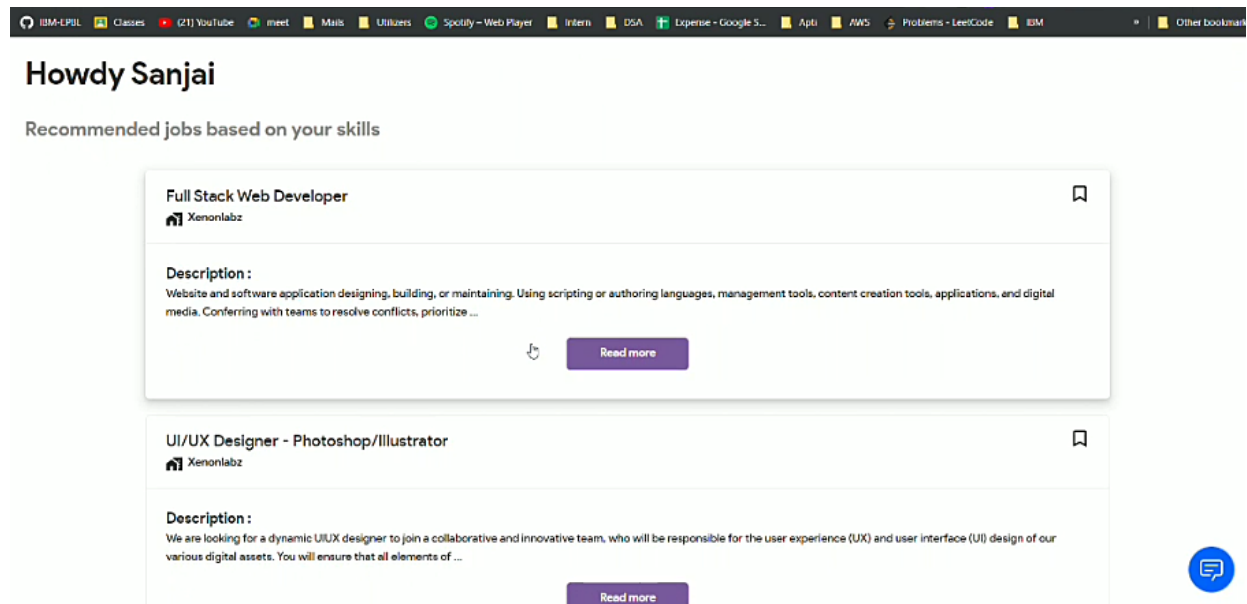 IBM-EPBL Classes (21) YouTube meet Mails Utilizers Spotify – Web Player Intern DSA Expense - Google S... Apti AWS Problems - LeetCode IBM » Other bookmark
Howdy Sanjai
Recommended jobs based on your skills
Full Stack Web Developer
Xenonlabz
Description :
Website and software application designing, building, or maintaining. Using scripting or authoring languages, management tools, content creation tools, applications, and digital
media. Conferring with teams to resolve conflicts, prioritize ...
Read more
UI/UX Designer - Photoshop/Illustrator
Xenonlabz
Description :
We are looking for a dynamic UIUX designer to join a collaborative and innovative team, who will be responsible for the user experience (UX) and user interface (UI) design of our
various digital assets. You will ensure that all elements of ...
Read more